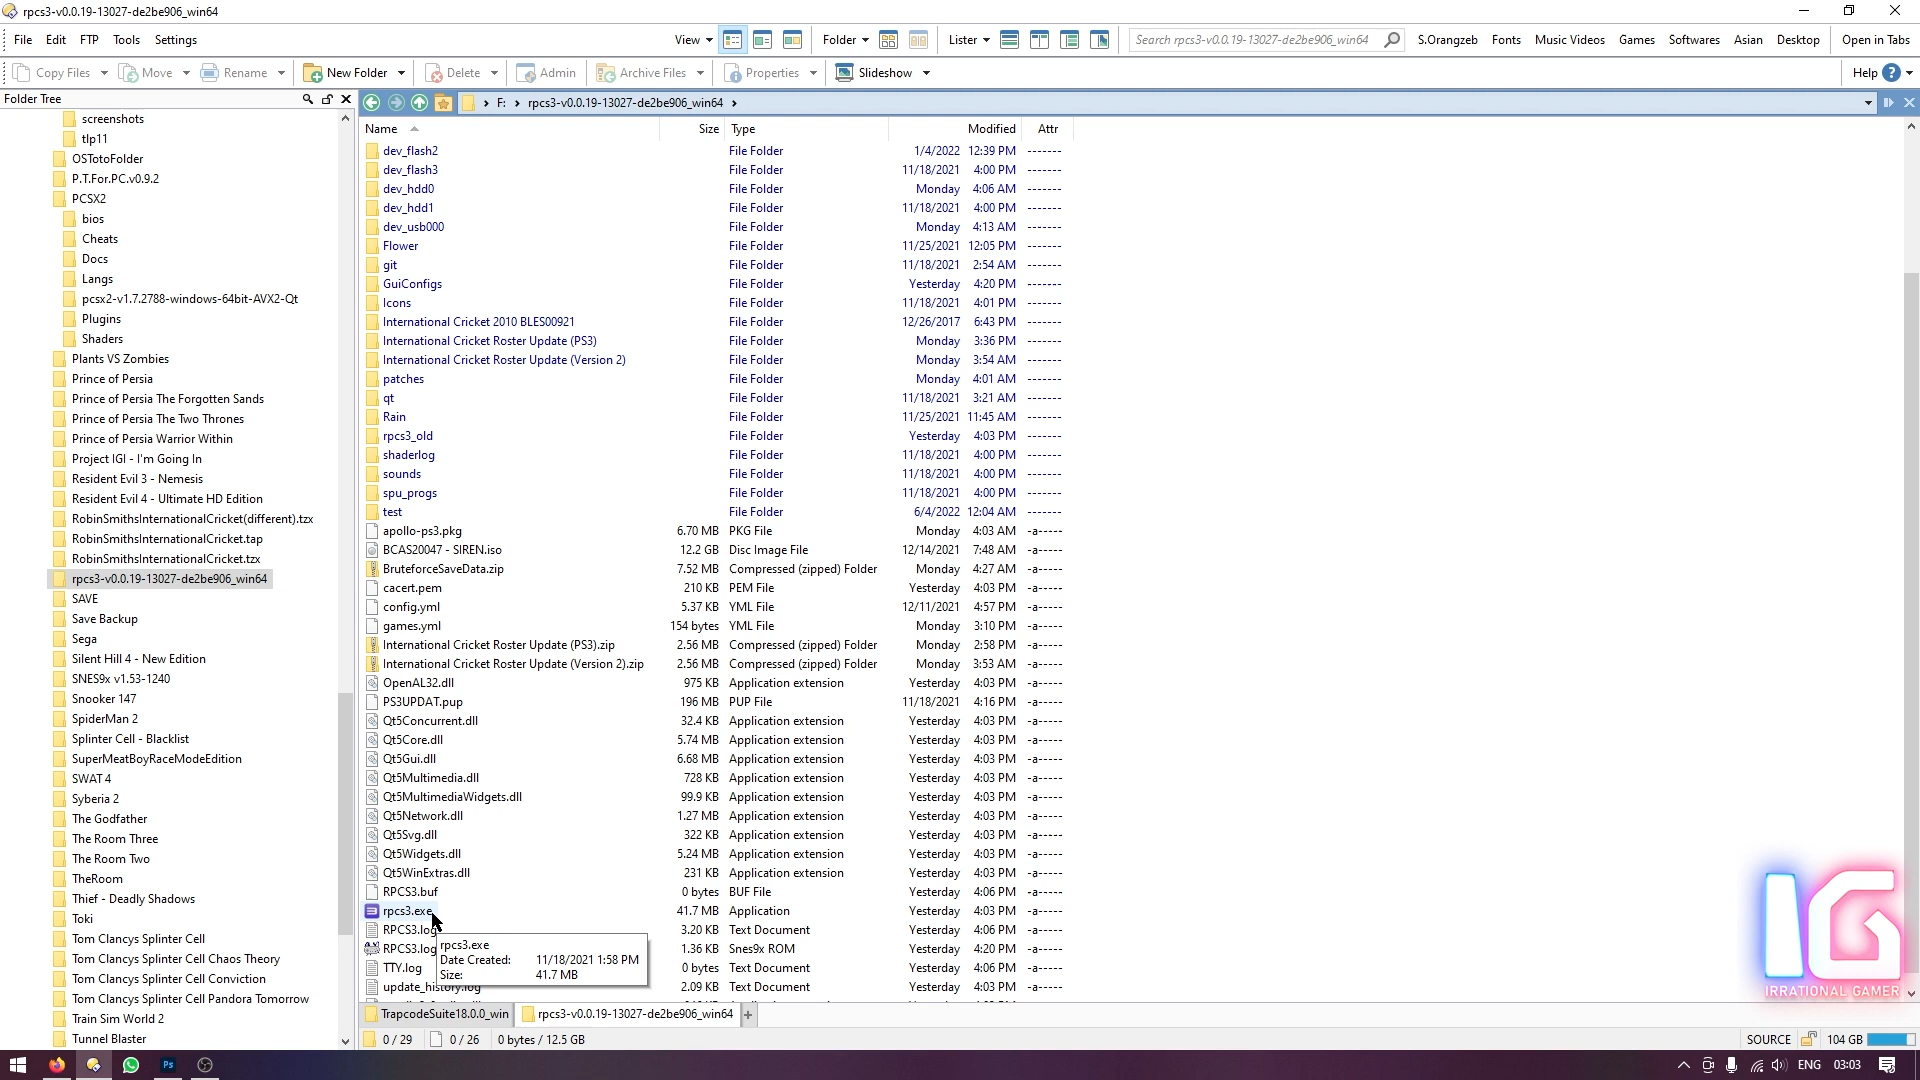 rpcs3-v0.0.19-13027-de2be906_win64
File Edit FTP Tools Settings
View Folder Lister Search rpcs3-v0.0.19-13027-de2be906_win64 S.Orangzeb Fonts Music Videos Games Softwares Asian Desktop Open in Tabs
Copy Files Move Rename New Folder Delete Admin Archive Files Properties Slideshow Help
Folder Tree
F: rpcs3-v0.0.19-13027-de2be906_win64
screenshots
tlp11
OSTotoFolder
P.T.For.PC.v0.9.2
PCSX2
bios
Cheats
Docs
Langs
pcsx2-v1.7.2788-windows-64bit-AVX2-Qt
Plugins
Shaders
Plants VS Zombies
Prince of Persia
Prince of Persia The Forgotten Sands
Prince of Persia The Two Thrones
Prince of Persia Warrior Within
Project IGI - I'm Going In
Resident Evil 3 - Nemesis
Resident Evil 4 - Ultimate HD Edition
RobinSmithsInternationalCricket(different).tzx
RobinSmithsInternationalCricket.tap
RobinSmithsInternationalCricket.tzx
rpcs3-v0.0.19-13027-de2be906_win64
SAVE
Save Backup
Sega
Silent Hill 4 - New Edition
SNES9x v1.53-1240
Snooker 147
SpiderMan 2
Splinter Cell - Blacklist
SuperMeatBoyRaceModeEdition
SWAT 4
Syberia 2
The Godfather
The Room Three
The Room Two
TheRoom
Thief - Deadly Shadows
Toki
Tom Clancys Splinter Cell
Tom Clancys Splinter Cell Chaos Theory
Tom Clancys Splinter Cell Conviction
Tom Clancys Splinter Cell Pandora Tomorrow
Train Sim World 2
Tunnel Blaster
Name Size Type Modified Attr
dev_flash2 File Folder 1/4/2022 12:39 PM -------
dev_flash3 File Folder 11/18/2021 4:00 PM -------
dev_hdd0 File Folder Monday 4:06 AM -------
dev_hdd1 File Folder 11/18/2021 4:00 PM -------
dev_usb000 File Folder Monday 4:13 AM -------
Flower File Folder 11/25/2021 12:05 PM -------
git File Folder 11/18/2021 2:54 AM -------
GuiConfigs File Folder Yesterday 4:20 PM -------
Icons File Folder 11/18/2021 4:01 PM -------
International Cricket 2010 BLES00921 File Folder 12/26/2017 6:43 PM -------
International Cricket Roster Update (PS3) File Folder Monday 3:36 PM -------
International Cricket Roster Update (Version 2) File Folder Monday 3:54 AM -------
patches File Folder Monday 4:01 AM -------
qt File Folder 11/18/2021 3:21 AM -------
Rain File Folder 11/25/2021 11:45 AM -------
rpcs3_old File Folder Yesterday 4:03 PM -------
shaderlog File Folder 11/18/2021 4:00 PM -------
sounds File Folder 11/18/2021 4:00 PM -------
spu_progs File Folder 11/18/2021 4:00 PM -------
test File Folder 6/4/2022 12:04 AM -------
apollo-ps3.pkg 6.70 MB PKG File Monday 4:03 AM -a-----
BCAS20047 - SIREN.iso 12.2 GB Disc Image File 12/14/2021 7:48 AM -a-----
BruteforceSaveData.zip 7.52 MB Compressed (zipped) Folder Monday 4:27 AM -a-----
cacert.pem 210 KB PEM File Yesterday 4:03 PM -a-----
config.yml 5.37 KB YML File 12/11/2021 4:57 PM -a-----
games.yml 154 bytes YML File Monday 3:10 PM -a-----
International Cricket Roster Update (PS3).zip 2.56 MB Compressed (zipped) Folder Monday 2:58 PM -a-----
International Cricket Roster Update (Version 2).zip 2.56 MB Compressed (zipped) Folder Monday 3:53 AM -a-----
OpenAL32.dll 975 KB Application extension Yesterday 4:03 PM -a-----
PS3UPDAT.pup 196 MB PUP File 11/18/2021 4:16 PM -a-----
Qt5Concurrent.dll 32.4 KB Application extension Yesterday 4:03 PM -a-----
Qt5Core.dll 5.74 MB Application extension Yesterday 4:03 PM -a-----
Qt5Gui.dll 6.68 MB Application extension Yesterday 4:03 PM -a-----
Qt5Multimedia.dll 728 KB Application extension Yesterday 4:03 PM -a-----
Qt5MultimediaWidgets.dll 99.9 KB Application extension Yesterday 4:03 PM -a-----
Qt5Network.dll 1.27 MB Application extension Yesterday 4:03 PM -a-----
Qt5Svg.dll 322 KB Application extension Yesterday 4:03 PM -a-----
Qt5Widgets.dll 5.24 MB Application extension Yesterday 4:03 PM -a-----
Qt5WinExtras.dll 231 KB Application extension Yesterday 4:03 PM -a-----
RPCS3.buf 0 bytes BUF File Yesterday 4:06 PM -a-----
rpcs3.exe 41.7 MB Application Yesterday 4:03 PM -a-----
RPCS3.log 3.20 KB Text Document Yesterday 4:06 PM -a-----
RPCS3.log 1.36 KB Snes9x ROM Yesterday 4:20 PM -a-----
TTY.log 0 bytes Text Document Yesterday 4:06 PM -a-----
update_history.log 2.09 KB Text Document Yesterday 4:03 PM -a-----
rpcs3.exe
Date Created: 11/18/2021 1:58 PM
Size: 41.7 MB
IG
IRRATIONAL GAMER
TrapcodeSuite18.0.0_win rpcs3-v0.0.19-13027-de2be906_win64 +
0 / 29 0 / 26 0 bytes / 12.5 GB SOURCE 104 GB
Ps ENG 03:03